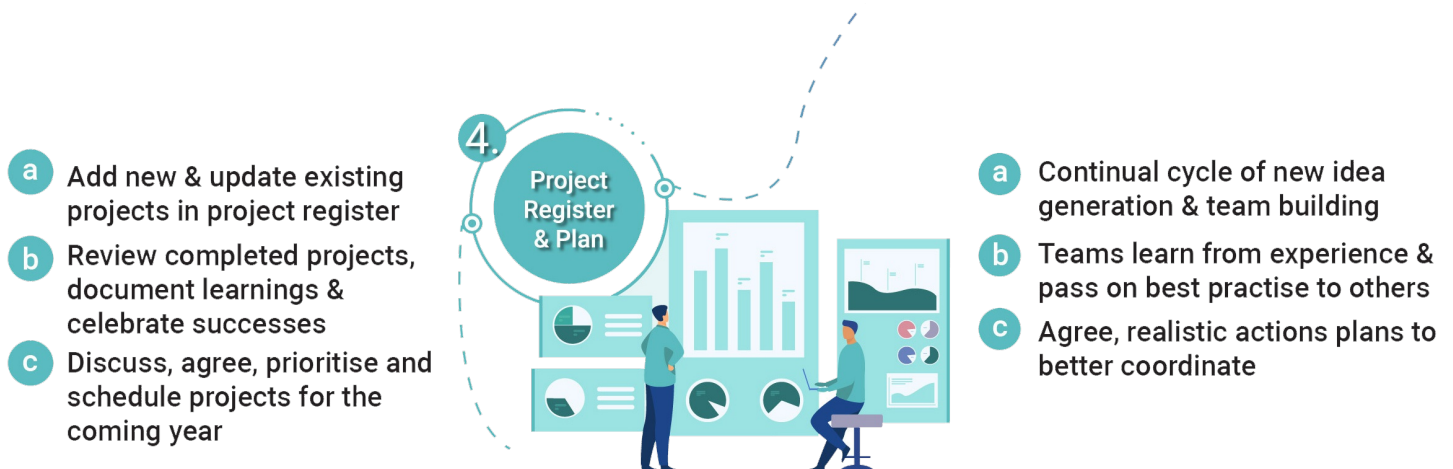 a
Add new & update existing
projects in project register
b
Review completed projects,
document learnings &
celebrate successes
c
Discuss, agree, prioritise and
schedule projects for the
coming year
4.
Project
Register
& Plan
a
Continual cycle of new idea
generation & team building
b
Teams learn from experience &
pass on best practise to others
c
Agree, realistic actions plans to
better coordinate